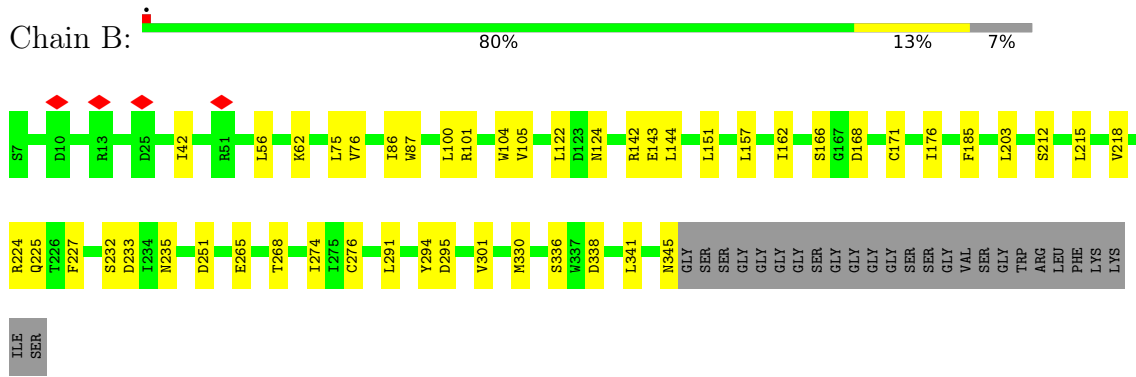 Chain B:
80% 13% 7%
S7 D10 R13 D25 R51 I42 L56 K62 L75 V76 I86 W87 L100 R101 W104 V105 L122 D123 N124 R142 E143 L144 L151 L157 I162 S166 G167 D168 C171 I176 F185 L203 S212 L215 V218
R224 Q225 T226 F227 S232 D233 I234 N235 D251 E265 T268 I274 I275 C276 L291 Y294 D295 V301 M330 S336 W337 D338 L341 N345 GLY SER SER GLY GLY GLY GLY SER GLY GLY GLY GLY SER SER GLY VAL SER GLY TRP ARG LEU PHE LYS LYS
ILE SER